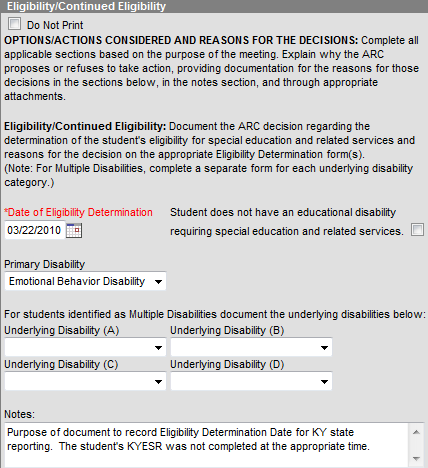 Eligibility/Continued Eligibility
Do Not Print
OPTIONS/ACTIONS CONSIDERED AND REASONS FOR THE DECISIONS: Complete all
applicable sections based on the purpose of the meeting. Explain why the ARC
proposes or refuses to take action, providing documentation for the reasons for those
decisions in the sections below, in the notes section, and through appropriate
attachments.
Eligibility/Continued Eligibility: Document the ARC decision regarding the
determination of the student's eligibility for special education and related services and
reasons for the decision on the appropriate Eligibility Determination form(s).
(Note: For Multiple Disabilities, complete a separate form for each underlying disability
category.)
*Date of Eligibility Determination
03/22/2010
Student does not have an educational disability
requiring special education and related services.
Primary Disability
Emotional Behavior Disability
For students identified as Multiple Disabilities document the underlying disabilities below:
Underlying Disability (A) Underlying Disability (B)
Underlying Disability (C) Underlying Disability (D)
Notes:
Purpose of document to record Eligibility Determination Date for KY state
reporting.  The student's KYESR was not completed at the appropriate time.